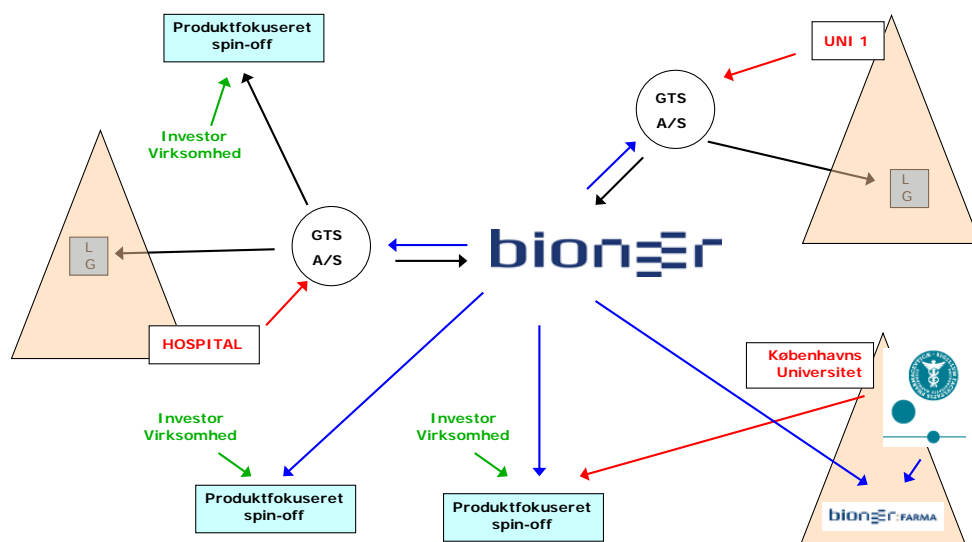 Produktfokuseret
spin-off
UNI 1
GTS
A/S
Investor
Virksomhed
L
G
GTS
A/S
L
G
bioneer
HOSPITAL
Københavns
Universitet
Investor
Virksomhed
Investor
Virksomhed
Produktfokuseret
spin-off
Produktfokuseret
spin-off
bioneer:FARMA